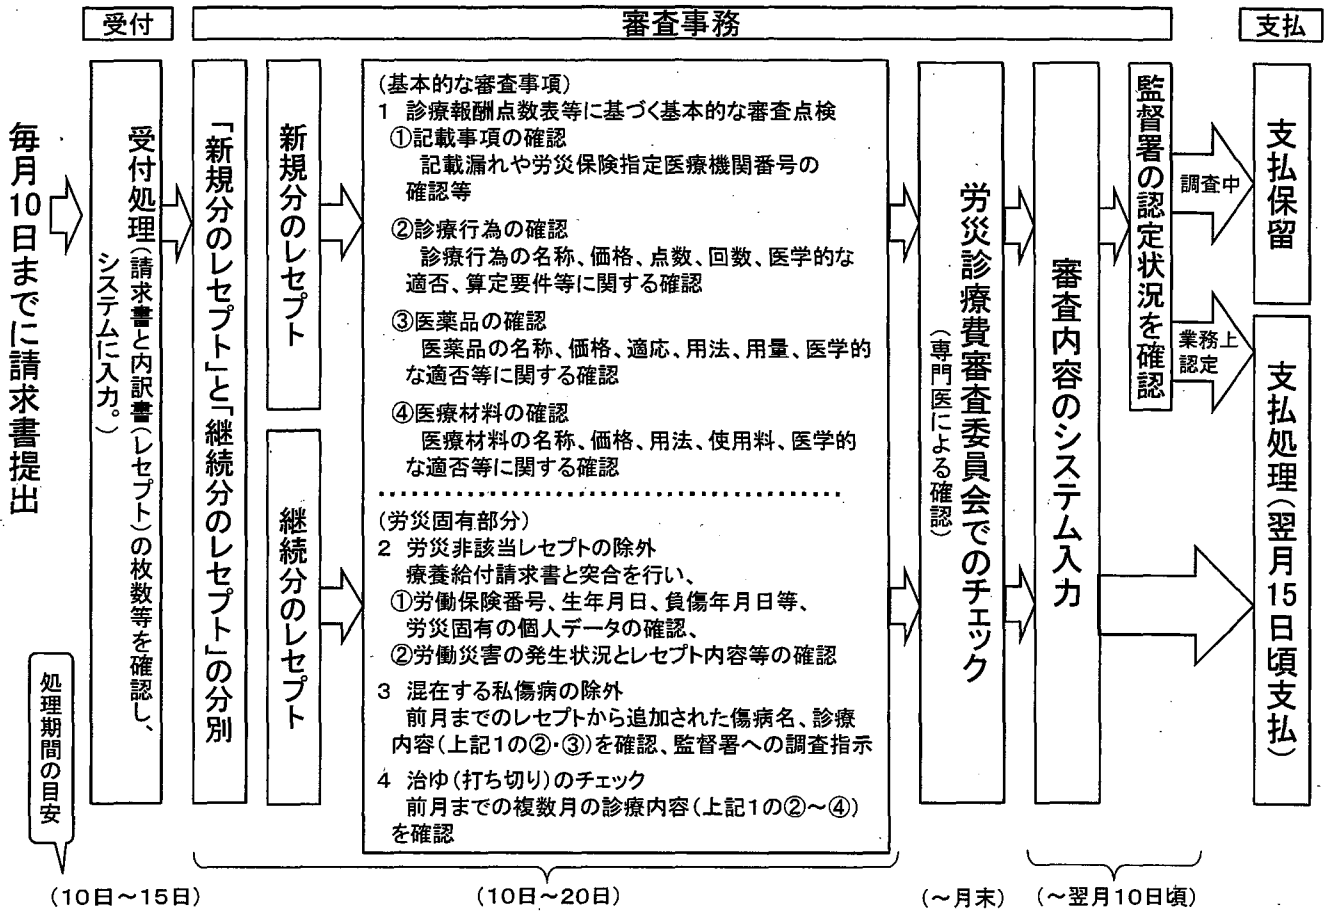 受付
審査事務
支払
毎月10日までに請求書提出
受付処理(請求書と内訳書(レセプト)の枚数等を確認し、
システムに入力。)
「新規分のレセプト」と「継続分のレセプト」の分別
新規分のレセプト
継続分のレセプト
(基本的な審査事項)
1 診療報酬点数表等に基づく基本的な審査点検
①記載事項の確認
記載漏れや労災保険指定医療機関番号の
確認等
②診療行為の確認
診療行為の名称、価格、点数、回数、医学的な
適否、算定要件等に関する確認
③医薬品の確認
医薬品の名称、価格、適応、用法、用量、医学的
な適否等に関する確認
④医療材料の確認
医療材料の名称、価格、用法、使用料、医学的
な適否等に関する確認
(労災固有部分)
2 労災非該当レセプトの除外
療養給付請求書と突合を行い、
①労働保険番号、生年月日、負傷年月日等、
労災固有の個人データの確認、
②労働災害の発生状況とレセプト内容等の確認
3 混在する私傷病の除外
前月までのレセプトから追加された傷病名、診療
内容(上記1の②・③)を確認、監督署への調査指示
4 治ゆ(打ち切り)のチェック
前月までの複数月の診療内容(上記1の②~④)
を確認
労災診療費審査委員会でのチェック
(専門医による確認)
審査内容のシステム入力
監督署の認定状況を確認
調査中
業務上
認定
支払保留
支払処理(翌月15日頃支払)
処理期間の目安
(10日~15日)
(10日~20日)
(~月末)
(~翌月10日頃)